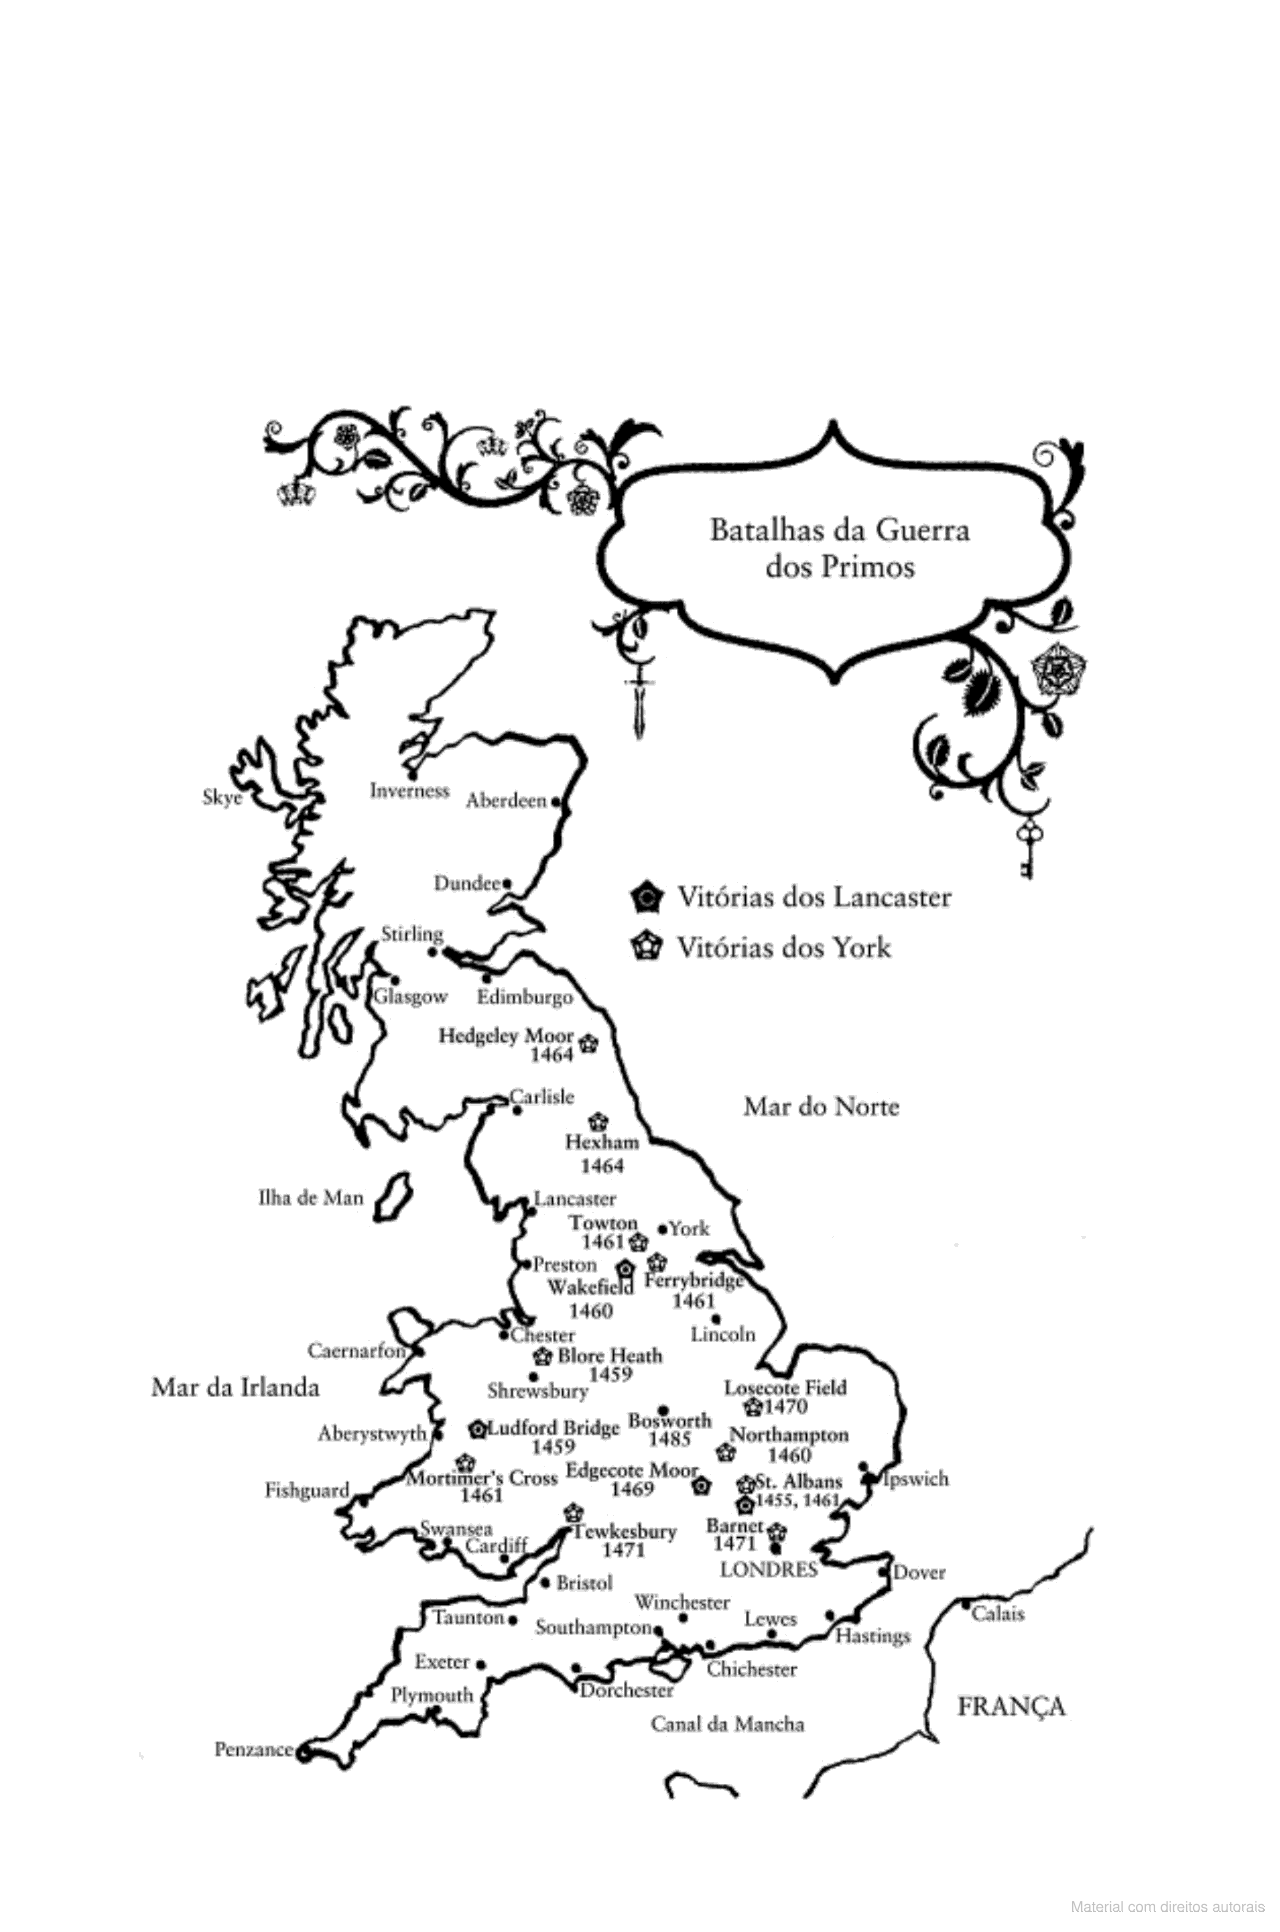 Batalhas da Guerra
dos Primos
Skye
Inverness
Aberdeen
Dundee
Vitórias dos Lancaster
Stirling
Vitórias dos York
Glasgow
Edimburgo
Hedgeley Moor
1464
Carlisle
Mar do Norte
Hexham
1464
Ilha de Man
Lancaster
Towton
1461
York
Preston
Wakefield
1460
Ferrybridge
1461
Lincoln
Chester
Caernarfon
Blore Heath
1459
Mar da Irlanda
Shrewsbury
Losecote Field
1470
Aberystwyth
Ludford Bridge
1459
Bosworth
1485
Northampton
1460
Mortimer's Cross
1461
Edgecote Moor
1469
St. Albans
1455, 1461
Ipswich
Fishguard
Swansea
Cardiff
Tewkesbury
1471
Barnet
1471
LONDRES
Dover
Bristol
Winchester
Taunton
Southampton
Lewes
Hastings
Calais
Exeter
Chichester
Plymouth
Dorchester
FRANÇA
Canal da Mancha
Penzance
Material com direitos autorais